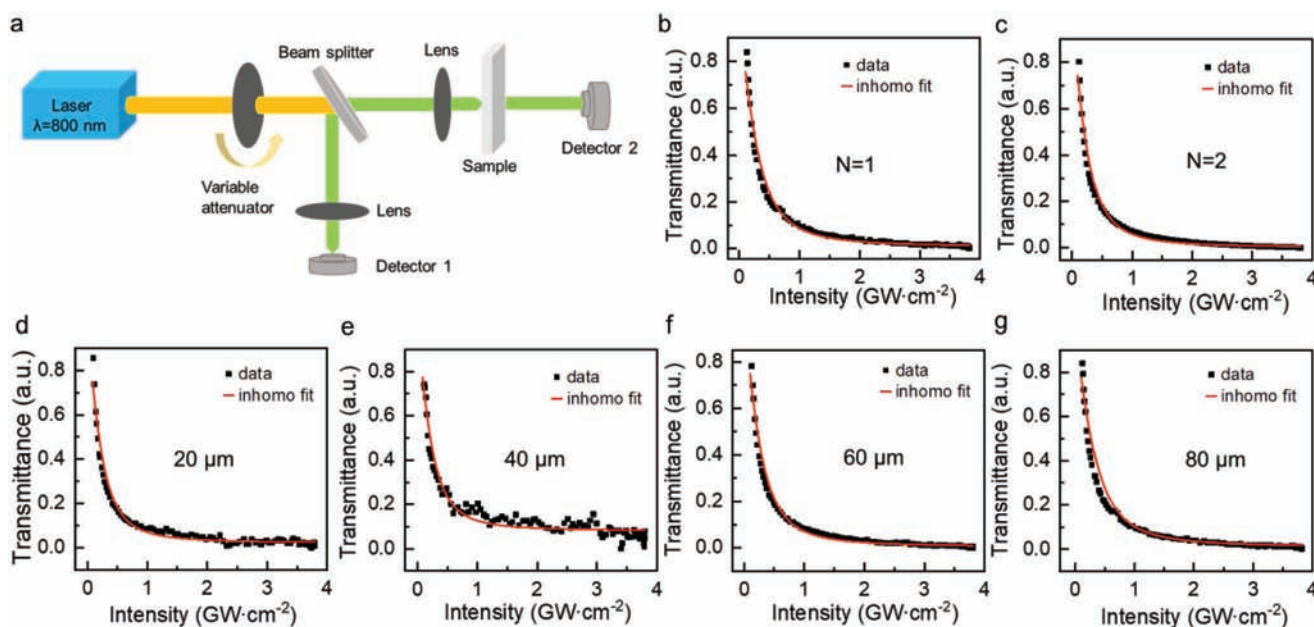 a
Laser
λ=800 nm
Variable
attenuator
Beam splitter
Lens
Detector 1
Lens
Sample
Detector 2
b
Transmittance (a.u.)
0.8
0.6
0.4
0.2
0.0
data
inhomo fit
N=1
0 1 2 3 4
Intensity (GW·cm-2)
c
Transmittance (a.u.)
0.8
0.4
0.2
0.0
data
inhomo fit
N=2
0 1 2 3 4
Intensity (GW·cm-2)
d
Transmittance (a.u.)
0.8
0.6
0.4
0.2
0.0
data
inhomo fit
20 μm
0 1 2 3 4
Intensity (GW·cm-2)
e
Transmittance (a.u.)
0.8
0.6
0.4
0.2
0.0
data
inhomo fit
40 μm
0 1 2 3 4
Intensity (GW·cm-2)
f
Transmittance (a.u.)
0.8
0.6
0.4
0.2
0.0
data
inhomo fit
60 μm
0 1 2 3 4
Intensity (GW·cm-2)
g
Transmittance (a.u.)
0.8
0.6
0.4
0.2
0.0
data
inhomo fit
80 μm
0 1 2 3 4
Intensity (GW·cm-2)